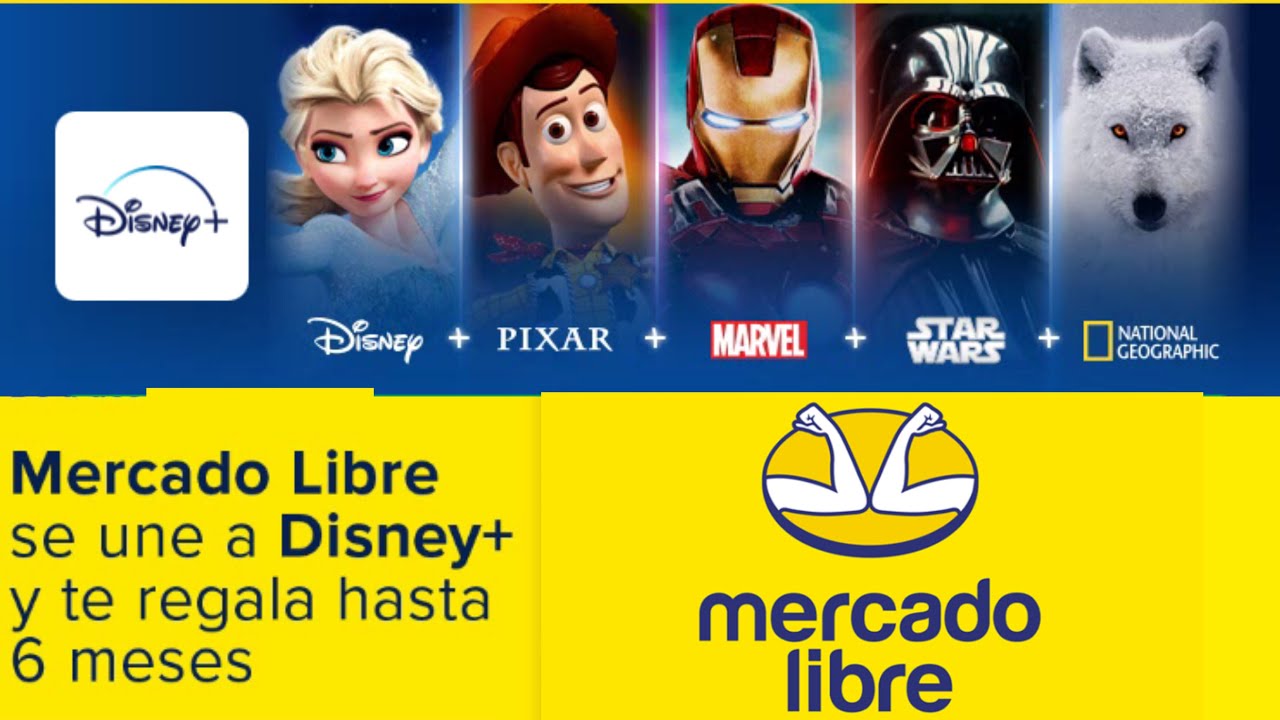 Disney+
Disney + PIXAR + MARVEL + STAR WARS + NATIONAL GEOGRAPHIC
Mercado Libre
se une a Disney+
y te regala hasta
6 meses
mercado
libre